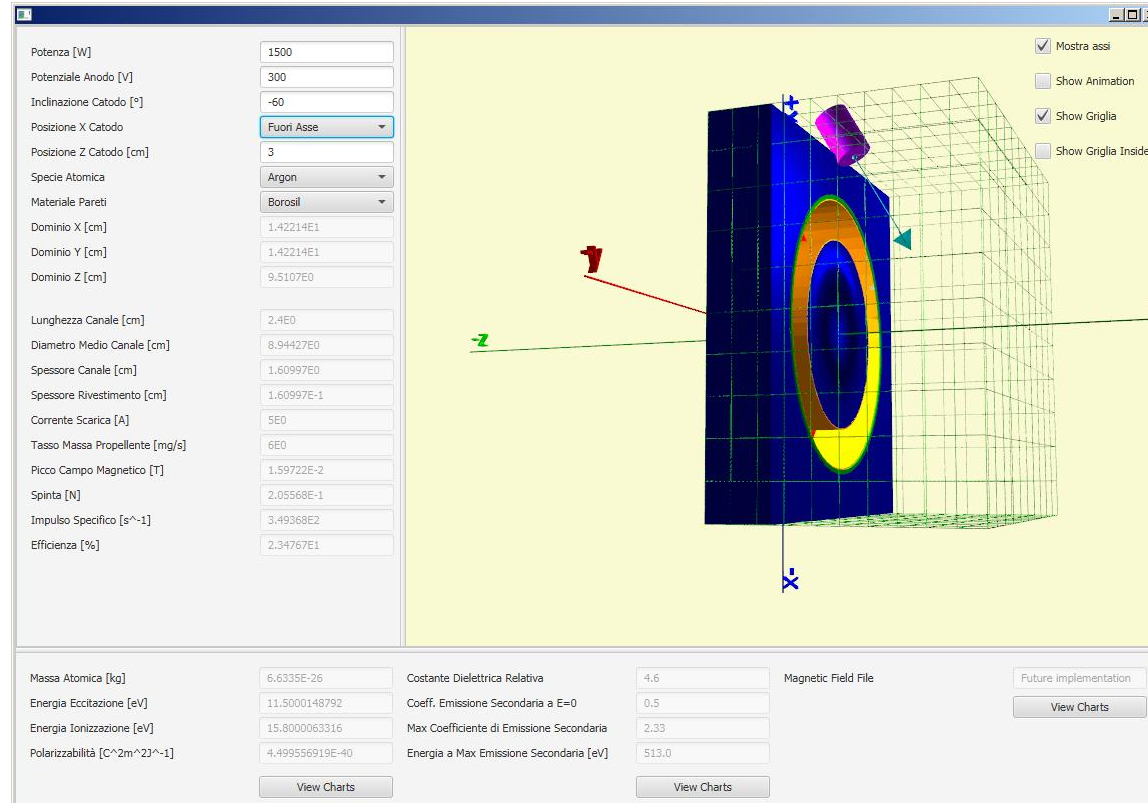 Potenza [W] 1500
Potenziale Anodo [V] 300
Inclinazione Catodo [°] -60
Posizione X Catodo Fuori Asse
Posizione Z Catodo [cm] 3
Specie Atomica Argon
Materiale Pareti Borosil
Dominio X [cm] 1.42214E1
Dominio Y [cm] 1.42214E1
Dominio Z [cm] 9.5107E0
Lunghezza Canale [cm] 2.4E0
Diametro Medio Canale [cm] 8.94427E0
Spessore Canale [cm] 1.60997E0
Spessore Rivestimento [cm] 1.60997E-1
Corrente Scarica [A] 5E0
Tasso Massa Propellente [mg/s] 6E0
Picco Campo Magnetico [T] 1.59722E-2
Spinta [N] 2.05568E-1
Impulso Specifico [s^-1] 3.49368E2
Efficienza [%] 2.34767E1
Mostra assi
Show Animation
Show Griglia
Show Griglia Inside
-Z
Massa Atomica [kg] 6.6335E-26
Energia Eccitazione [eV] 11.5000148792
Energia Ionizzazione [eV] 15.8000063316
Polarizzabilità [C^2m^2J^-1] 4.499556919E-40
View Charts
Costante Dielettrica Relativa 4.6
Coeff. Emissione Secondaria a E=0 0.5
Max Coefficiente di Emissione Secondaria 2.33
Energia a Max Emissione Secondaria [eV] 513.0
View Charts
Magnetic Field File Future implementation
View Charts